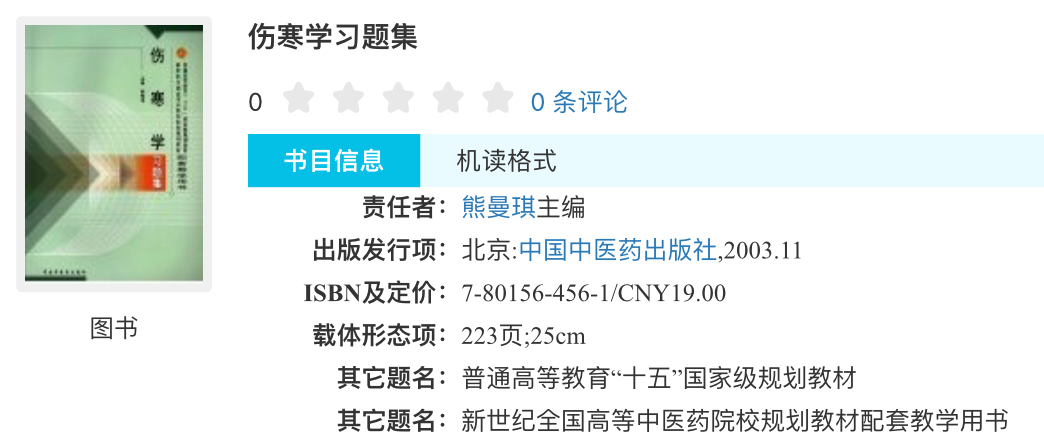 伤寒学习题集
0 0 条评论
书目信息 机读格式
责任者：熊曼琪主编
出版发行项：北京:中国中医药出版社,2003.11
ISBN及定价：7-80156-456-1/CNY19.00
载体形态项：223页;25cm
其它题名：普通高等教育“十五”国家级规划教材
其它题名：新世纪全国高等中医药院校规划教材配套教学用书
伤寒学
习题集
图书